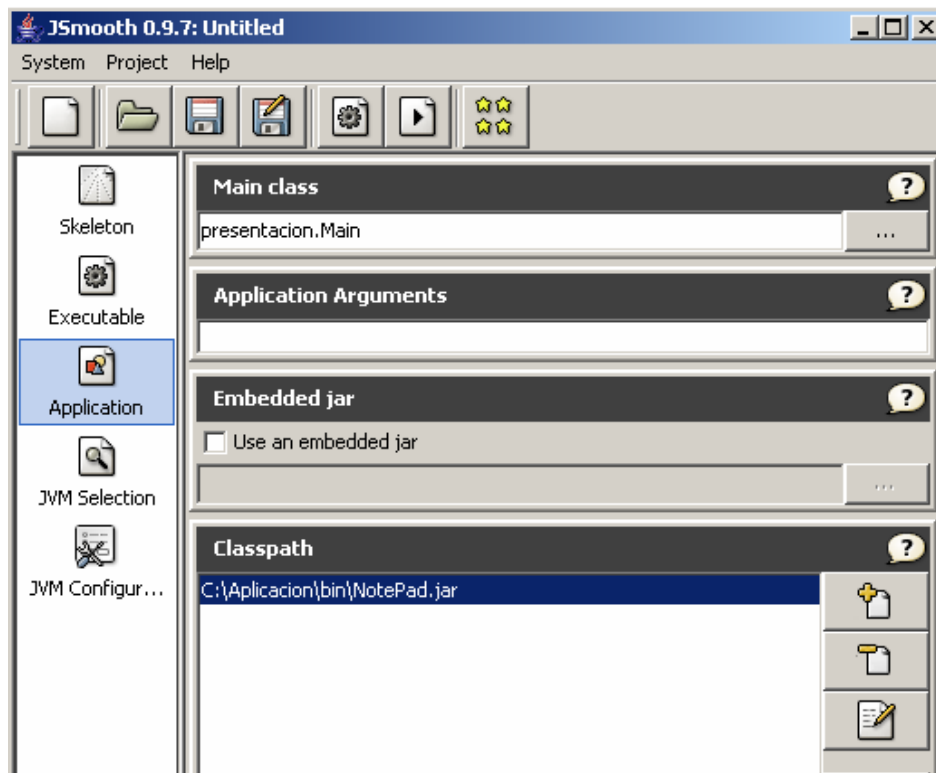 JSmooth 0.9.7: Untitled
System Project Help
Skeleton
Executable
Application
JVM Selection
JVM Configur...
Main class
?
presentacion.Main
...
Application Arguments
?
Embedded jar
?
Use an embedded jar
...
Classpath
?
C:\Aplicacion\bin\NotePad.jar